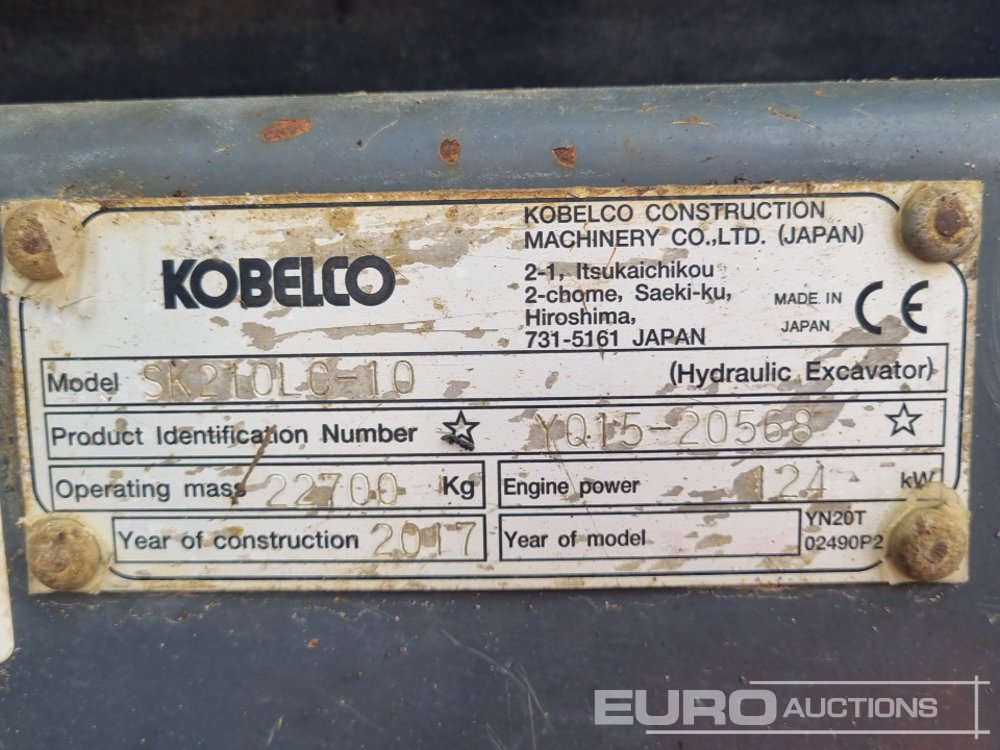 KOBELCO
KOBELCO CONSTRUCTION
MACHINERY CO.,LTD. (JAPAN)
2-1, Itsukaichikou
2-chome, Saeki-ku,
Hiroshima,
731-5161 JAPAN
MADE IN
JAPAN
CE
Model SK210LC-10 (Hydraulic Excavator)
Product Identification Number ☆ YQ15-20568 ☆
Operating mass 22700 Kg Engine power 124 kW
Year of construction 2017 Year of model
YN20T
02490P2
EURO AUCTIONS